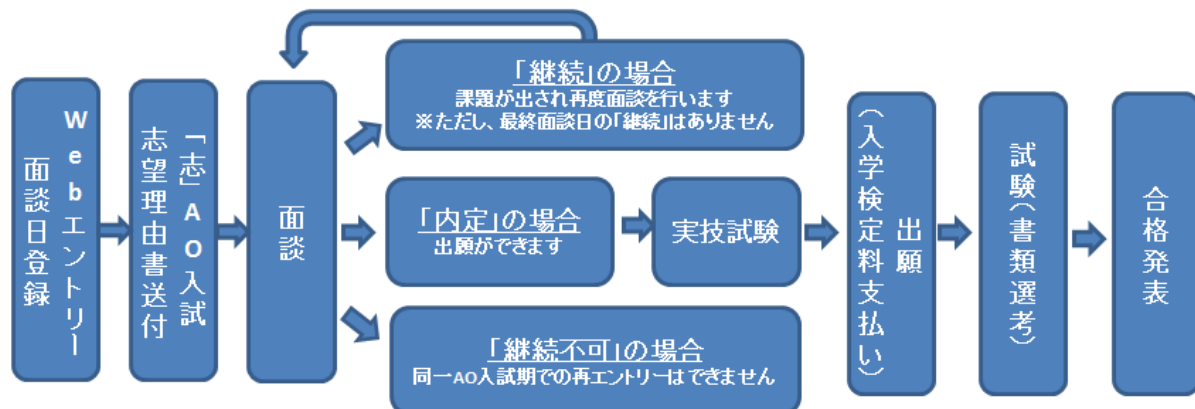 Webエントリー
面談日登録
「志」AO入試
志望理由書送付
面談
「継続」の場合
課題が出され再度面談を行います
※ただし、最終面談日の「継続」はありません
「内定」の場合
出願ができます
実技試験
「継続不可」の場合
同一AO入試期での再エントリーはできません
出願
(入学検定料支払い)
試験(書類選考)
合格発表